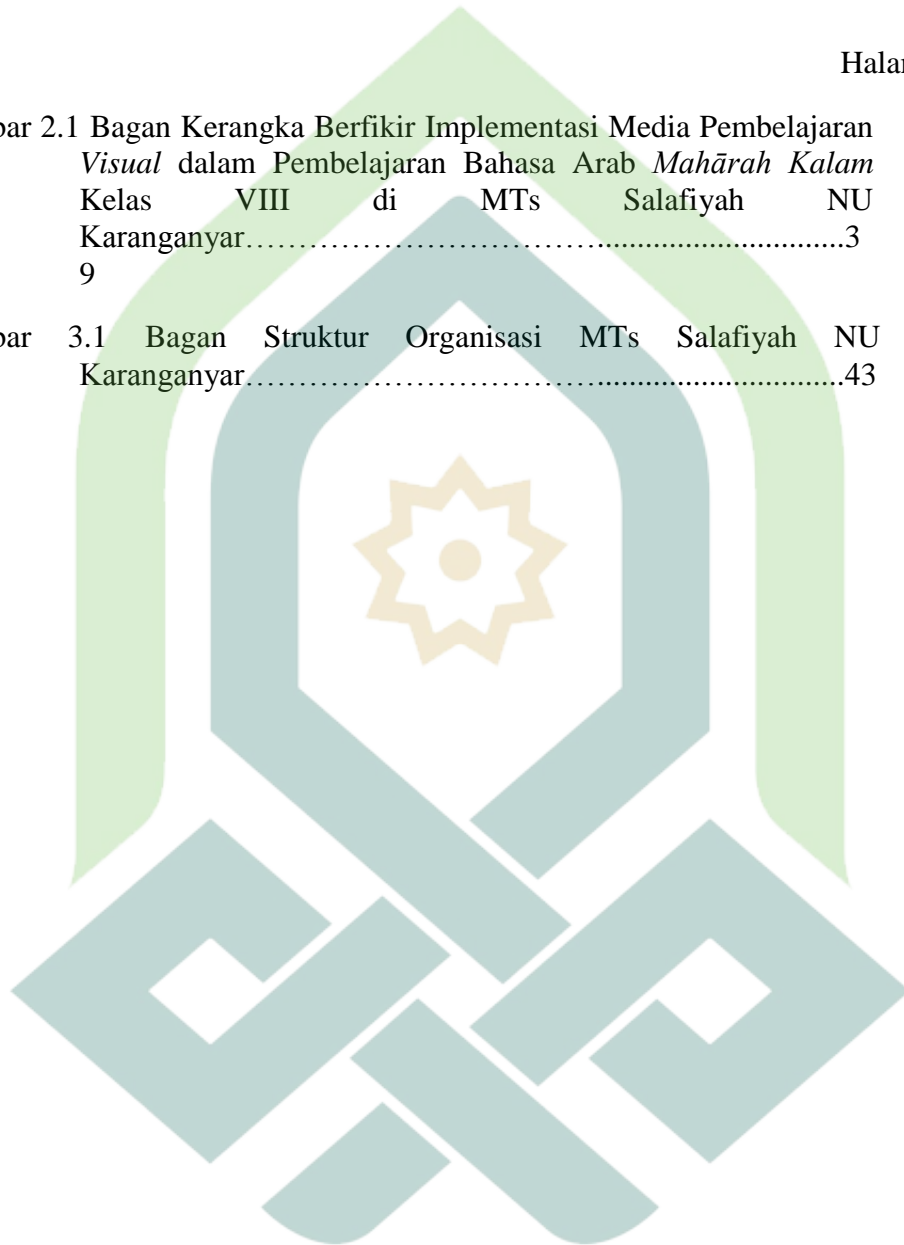 Halar
bar 2.1 Bagan Kerangka Berfikir Implementasi Media Pembelajaran
Visual dalam Pembelajaran Bahasa Arab Mahārah Kalam
Kelas VIII di MTs Salafiyah NU
Karanganyar……………………………...............................3
9
bar 3.1 Bagan Struktur Organisasi MTs Salafiyah NU
Karanganyar……………………………...............................43